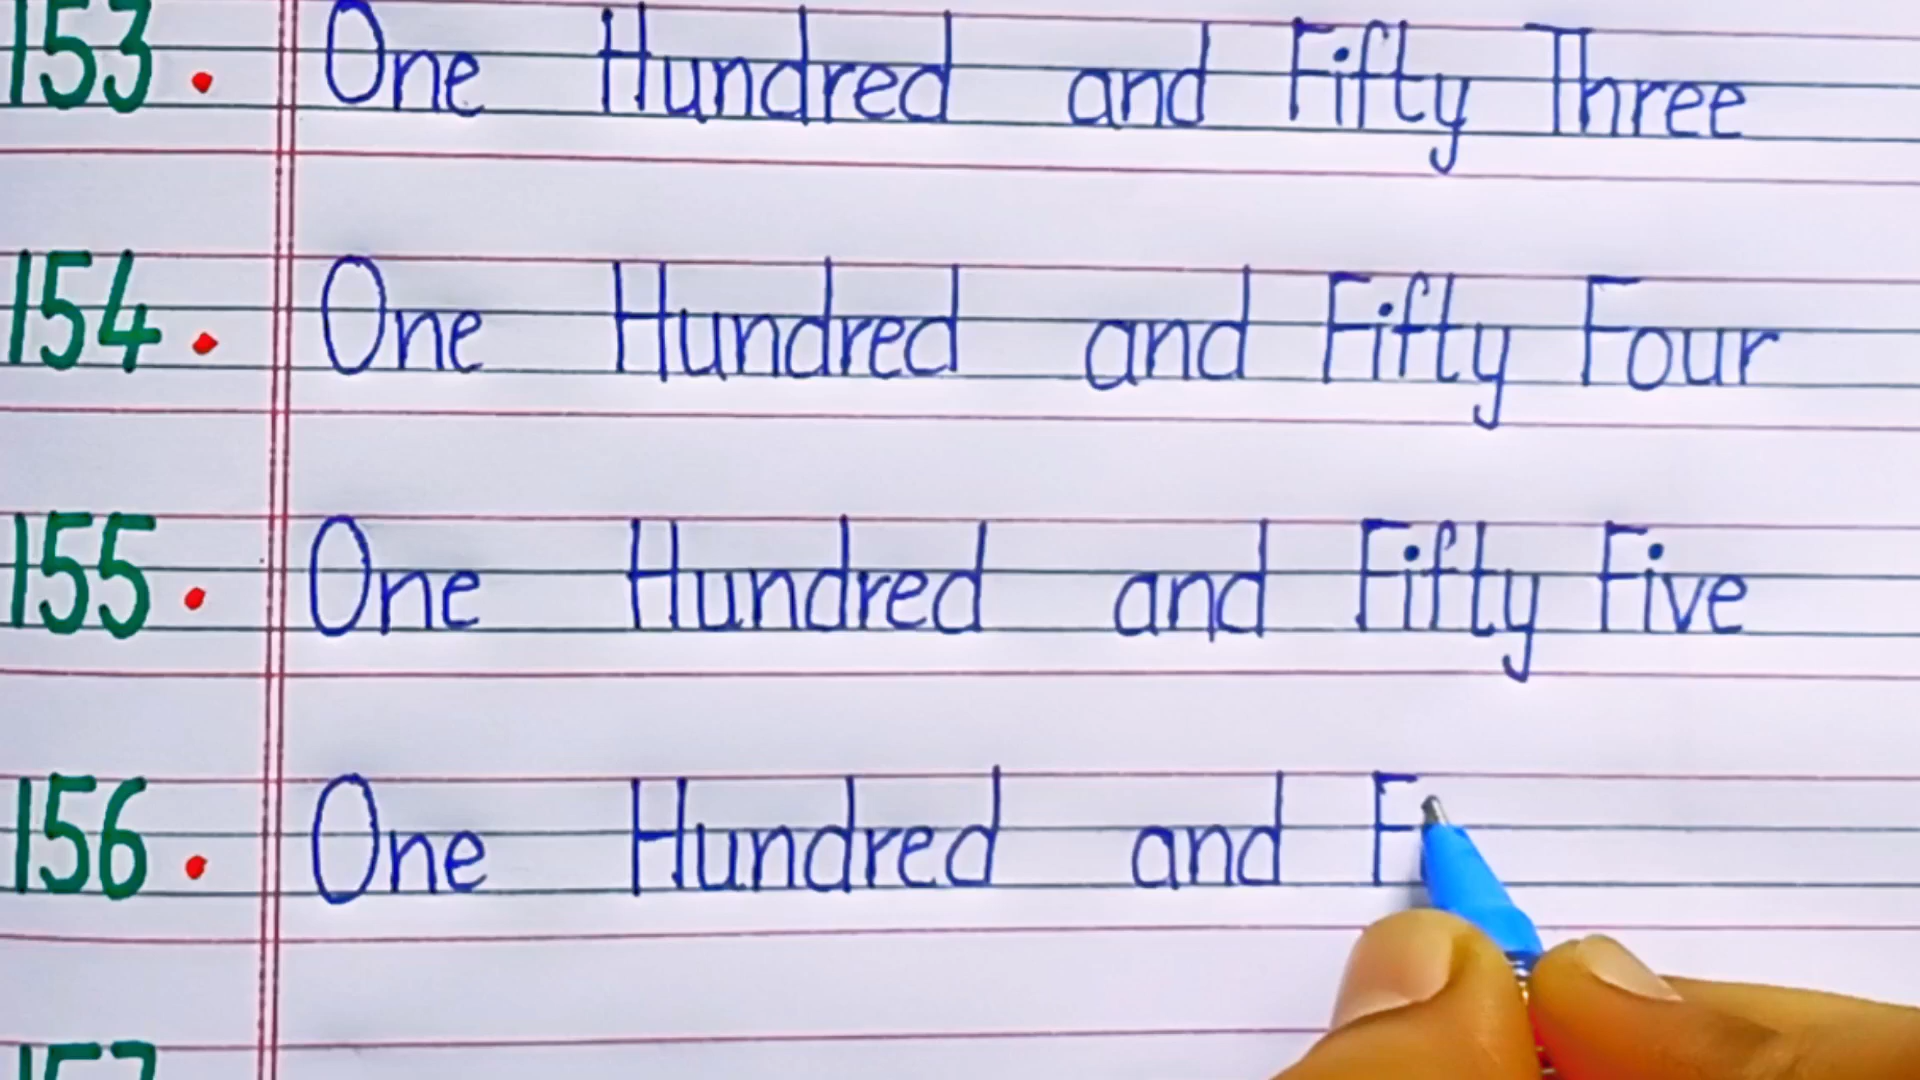 153. One Hundred and Fifty Three
154. One Hundred and Fifty Four
155. One Hundred and Fifty Five
156. One Hundred and F
157